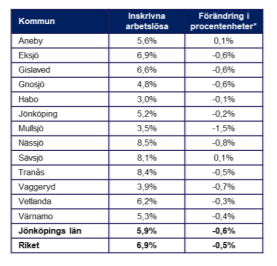 Kommun Inskrivna arbetslösa Förändring i procentenheter*
Aneby 5,6% 0,1%
Eksjö 6,9% -0,6%
Gislaved 6,6% -0,6%
Gnosjö 4,8% -0,6%
Habo 3,0% -0,1%
Jönköping 5,2% -0,2%
Mullsjö 3,5% -1,5%
Nässjö 8,5% -0,8%
Sävsjö 8,1% 0,1%
Tranås 8,4% -0,5%
Vaggeryd 3,9% -0,7%
Vetlanda 6,2% -0,3%
Värnamo 5,3% -0,4%
Jönköpings län 5,9% -0,6%
Riket 6,9% -0,5%